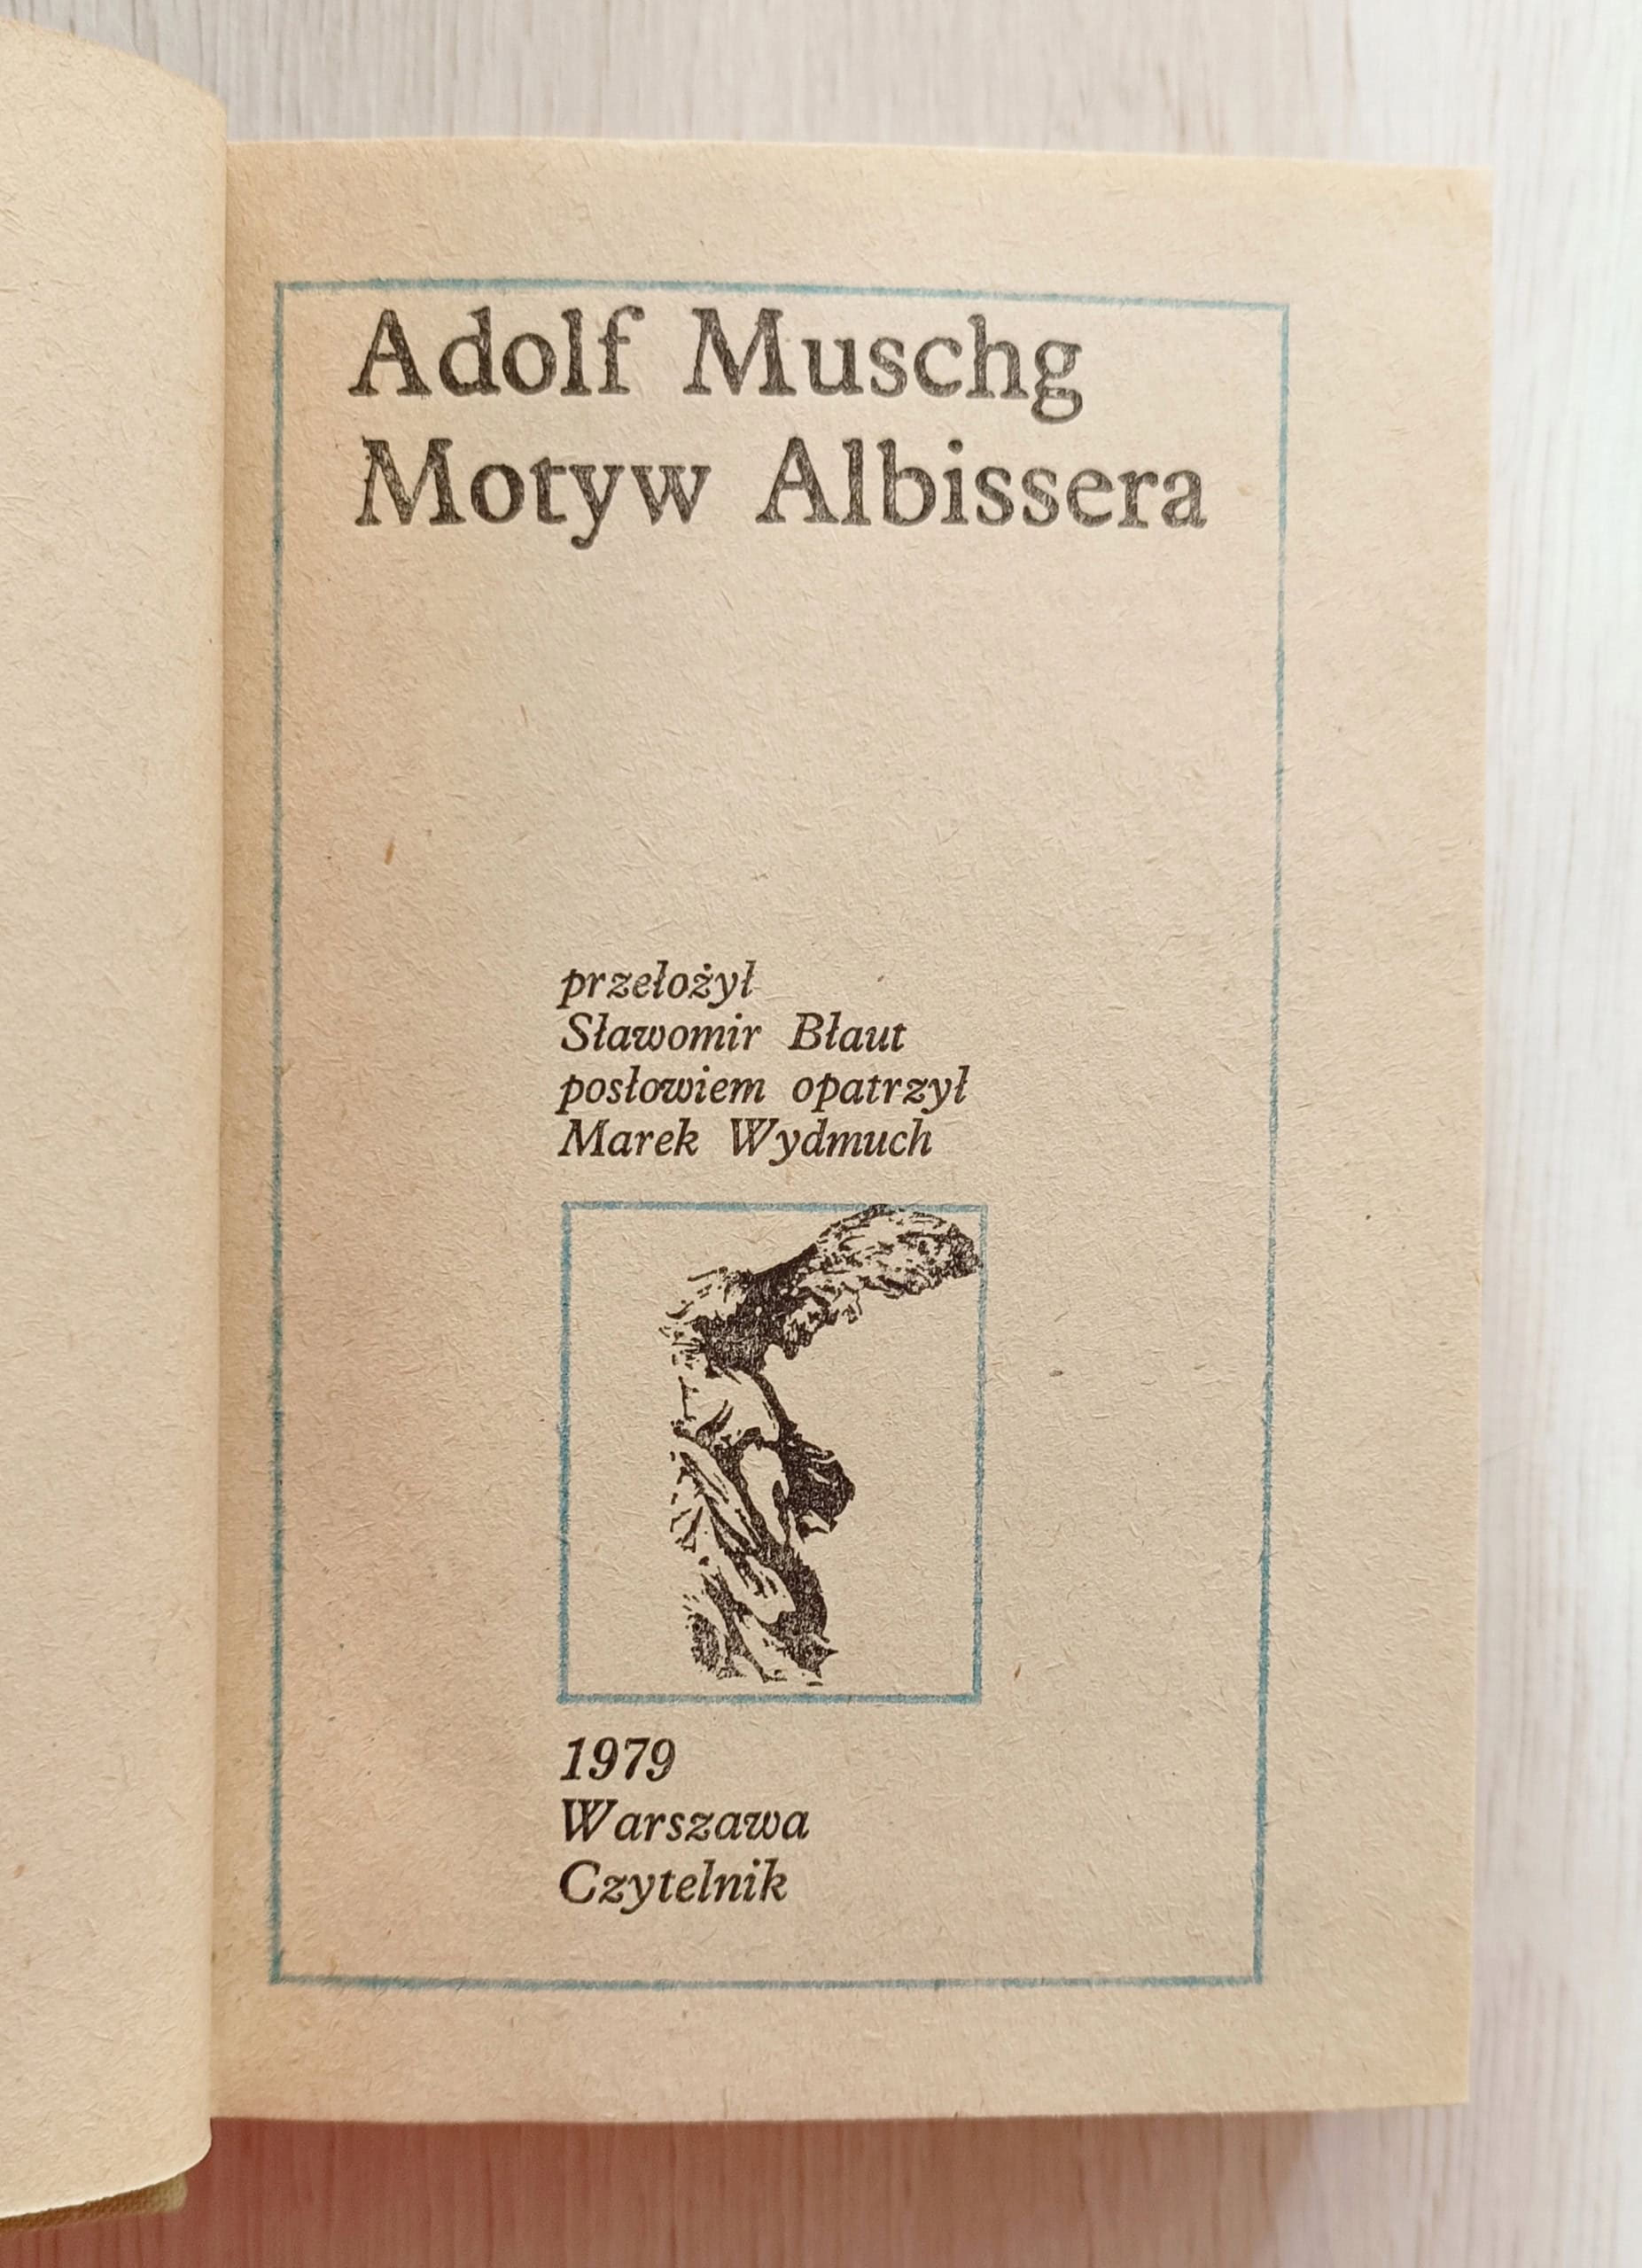 Adolf Muschg
Motyw Albissera
przełożył
Sławomir Błaut
posłowiem opatrzył
Marek Wydmuch
1979
Warszawa
Czytelnik